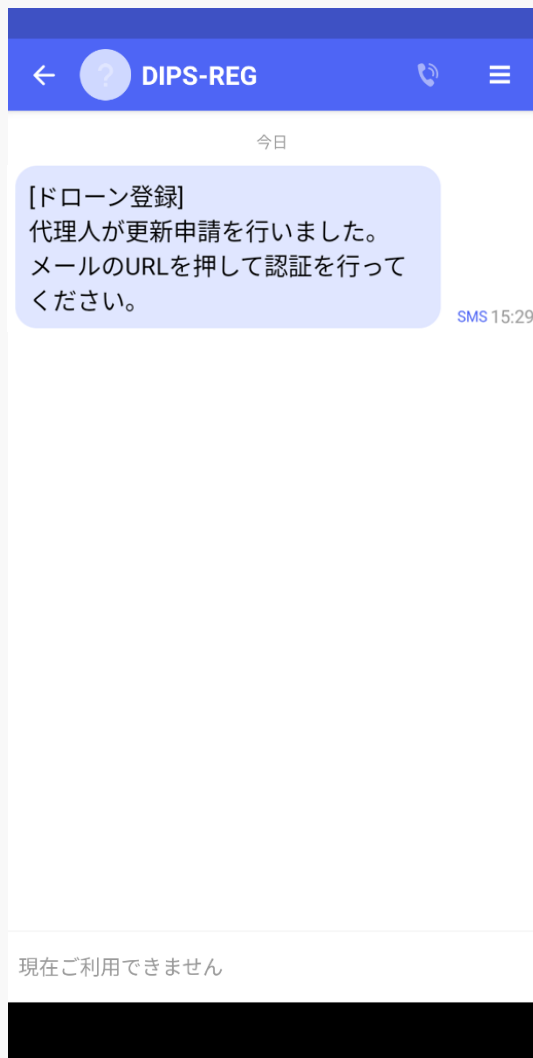 DIPS-REG
今日
[ドローン登録]
代理人が更新申請を行いました。
メールのURLを押して認証を行って
ください。
SMS 15:29
現在ご利用できません